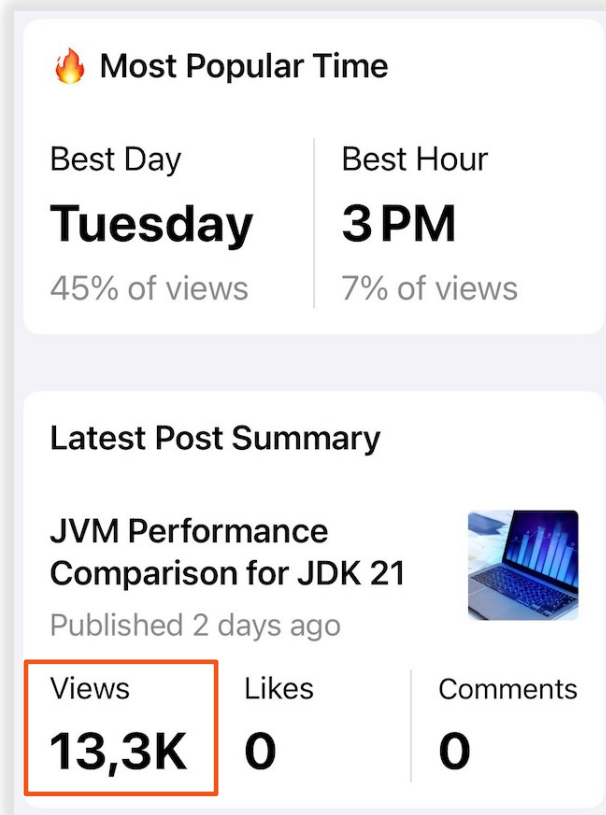 🔥 Most Popular Time
Best Day
Tuesday
45% of views
Best Hour
3 PM
7% of views
Latest Post Summary
JVM Performance
Comparison for JDK 21
Published 2 days ago
Views
13,3K
Likes
0
Comments
0